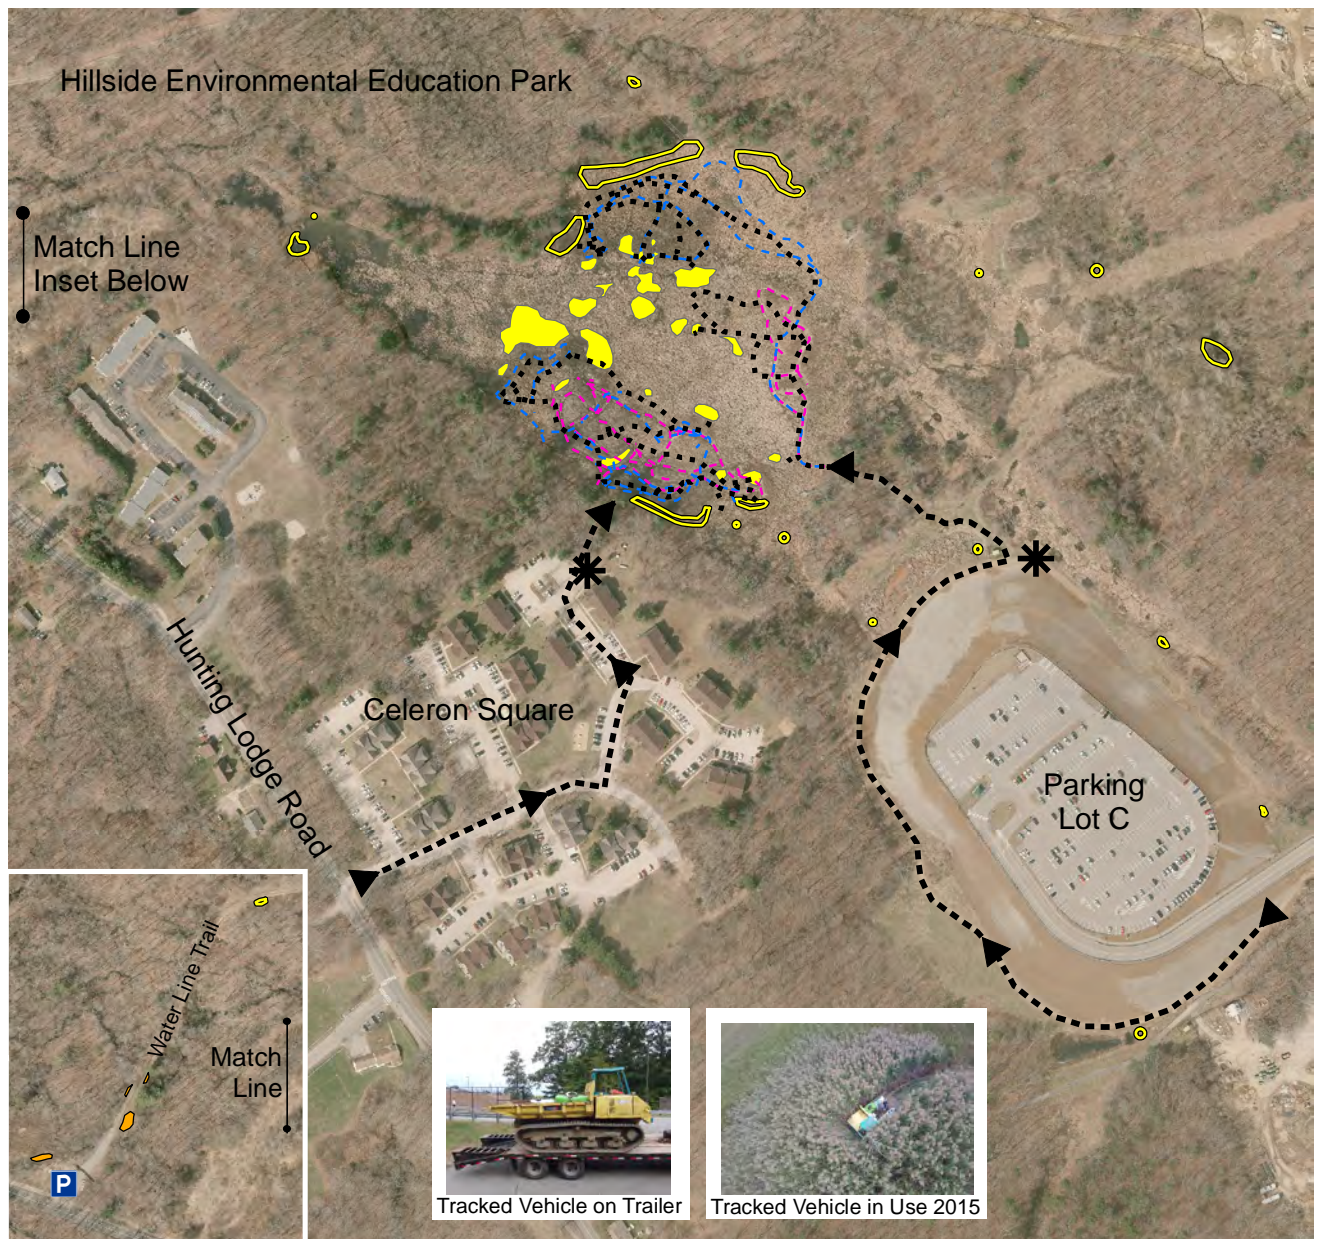 Hillside Environmental Education Park
Match Line
Inset Below
Hunting Lodge Road
Celeron Square
Parking
Lot C
Water Line Trail
Match
Line
P
Tracked Vehicle on Trailer
Tracked Vehicle in Use 2015